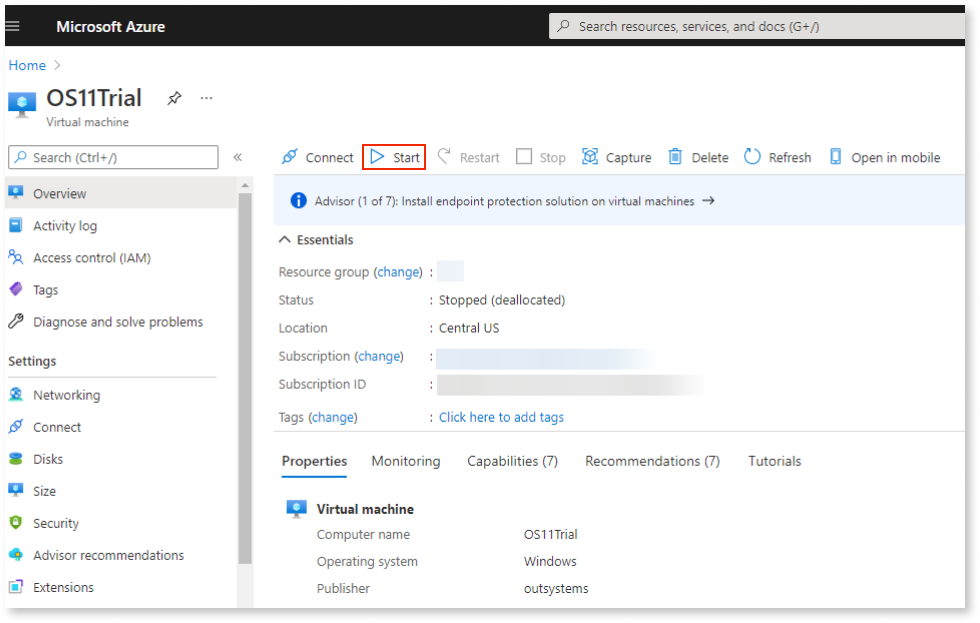 Microsoft Azure
Search resources, services, and docs (G+/)
Home >
OS11Trial
...
Virtual machine
Search (Ctrl+/)
«
Connect
Start
Restart
Stop
Capture
Delete
Refresh
Open in mobile
Overview
Activity log
Access control (IAM)
Tags
Diagnose and solve problems
Settings
Networking
Connect
Disks
Size
Security
Advisor recommendations
Extensions
Advisor (1 of 7): Install endpoint protection solution on virtual machines →
Essentials
Resource group (change) :
Status : Stopped (deallocated)
Location : Central US
Subscription (change) :
Subscription ID :
Tags (change) : Click here to add tags
Properties Monitoring Capabilities (7) Recommendations (7) Tutorials
Virtual machine
Computer name OS11Trial
Operating system Windows
Publisher outsystems